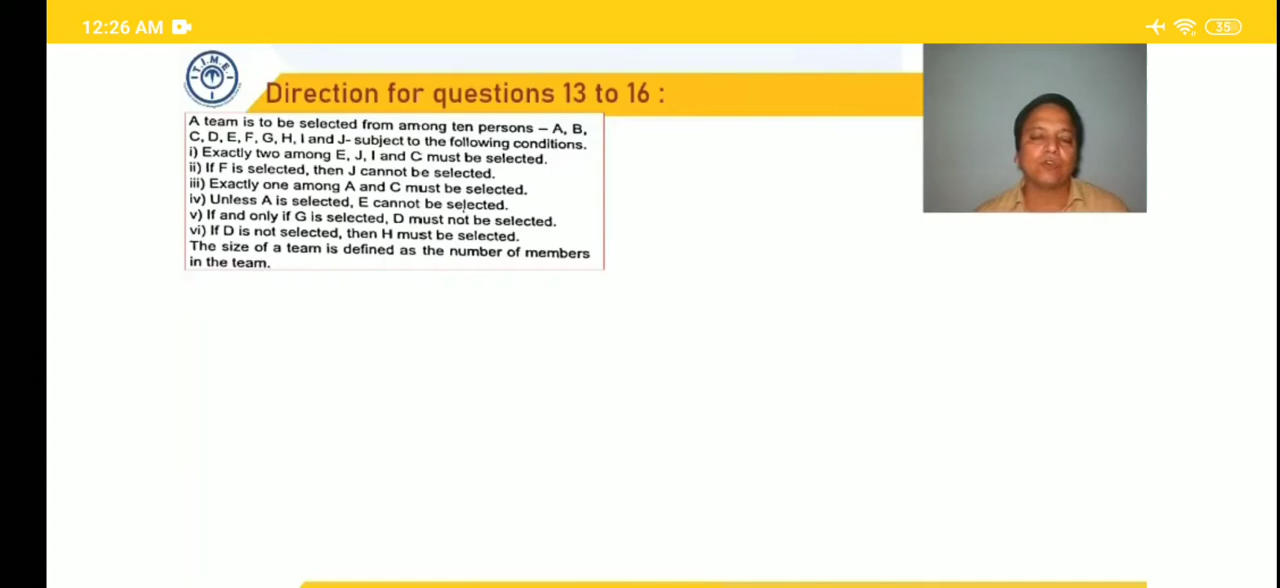 12:26 AM
35
T.I.M.E.
Direction for questions 13 to 16 :
A team is to be selected from among ten persons – A, B,
C, D, E, F, G, H, I and J- subject to the following conditions.
i) Exactly two among E, J, I and C must be selected.
ii) If F is selected, then J cannot be selected.
iii) Exactly one among A and C must be selected.
iv) Unless A is selected, E cannot be selected.
v) If and only if G is selected, D must not be selected.
vi) If D is not selected, then H must be selected.
The size of a team is defined as the number of members
in the team.